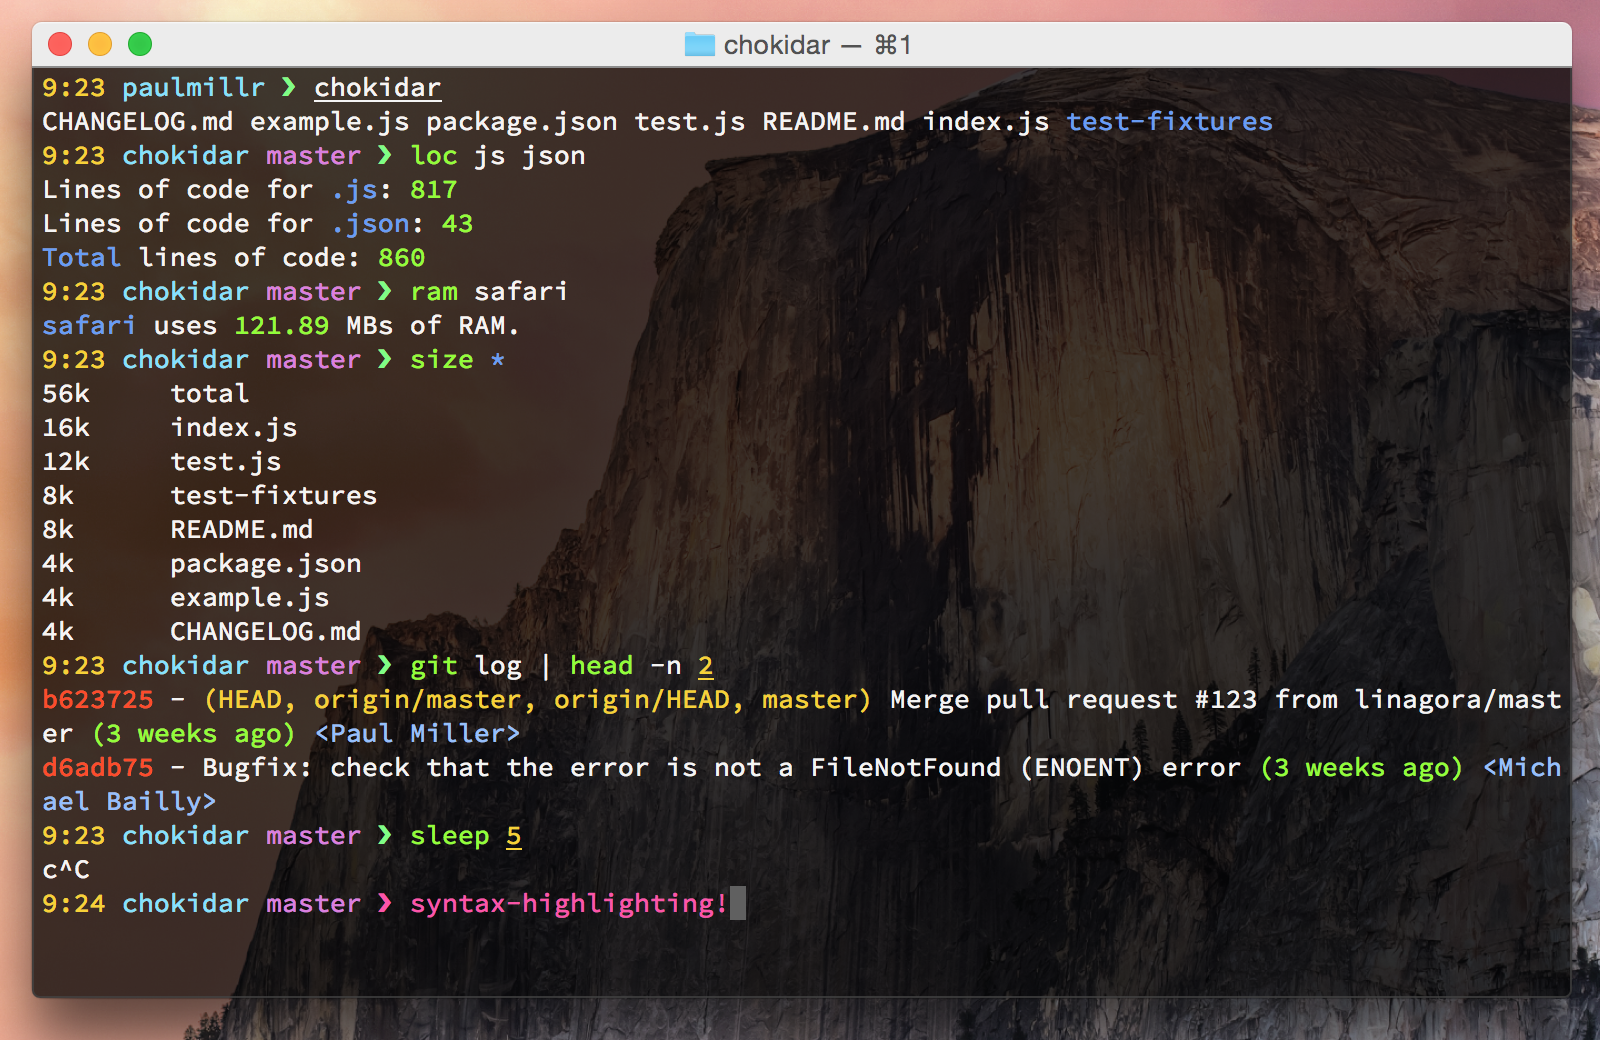 chokidar — ⌘1
9:23 paulmillr ❯ chokidar
CHANGELOG.md example.js package.json test.js README.md index.js test-fixtures
9:23 chokidar master ❯ loc js json
Lines of code for .js: 817
Lines of code for .json: 43
Total lines of code: 860
9:23 chokidar master ❯ ram safari
safari uses 121.89 MBs of RAM.
9:23 chokidar master ❯ size *
56k     total
16k     index.js
12k     test.js
8k      test-fixtures
8k      README.md
4k      package.json
4k      example.js
4k      CHANGELOG.md
9:23 chokidar master ❯ git log | head -n 2
b623725 - (HEAD, origin/master, origin/HEAD, master) Merge pull request #123 from linagora/mast
er (3 weeks ago) <Paul Miller>
d6adb75 - Bugfix: check that the error is not a FileNotFound (ENOENT) error (3 weeks ago) <Mich
ael Bailly>
9:23 chokidar master ❯ sleep 5
c^C
9:24 chokidar master ❯ syntax-highlighting!